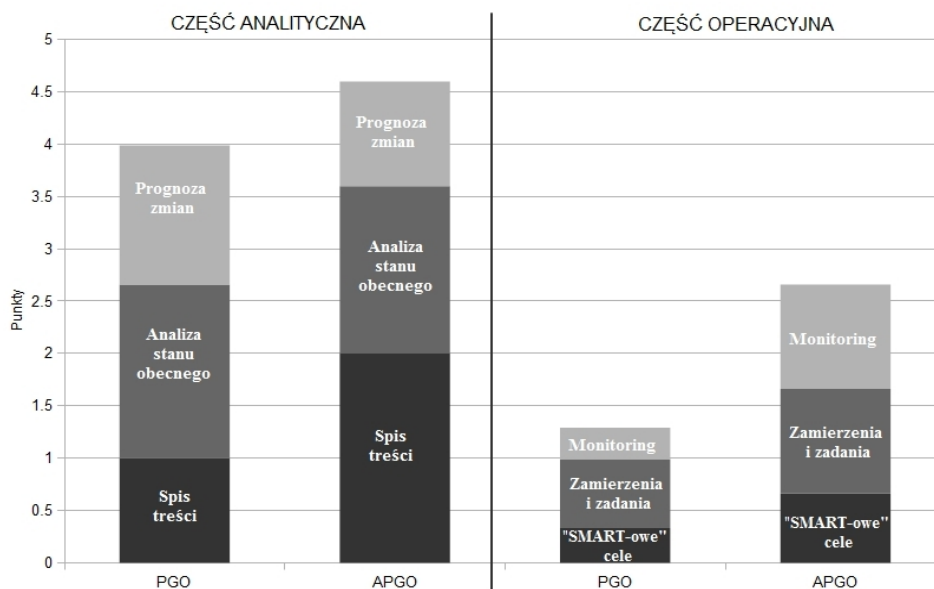 CZĘŚĆ ANALITYCZNA
CZĘŚĆ OPERACYJNA
Punkty
5
4.5
4
3.5
3
2.5
2
1.5
1
0.5
0
Prognoza
zmian
Analiza
stanu
obecnego
Spis
treści
Prognoza
zmian
Analiza
stanu
obecnego
Spis
treści
Monitoring
Zamierzenia
i zadania
"SMART-owe"
cele
Monitoring
Zamierzenia
i zadania
"SMART-owe"
cele
PGO
APGO
PGO
APGO